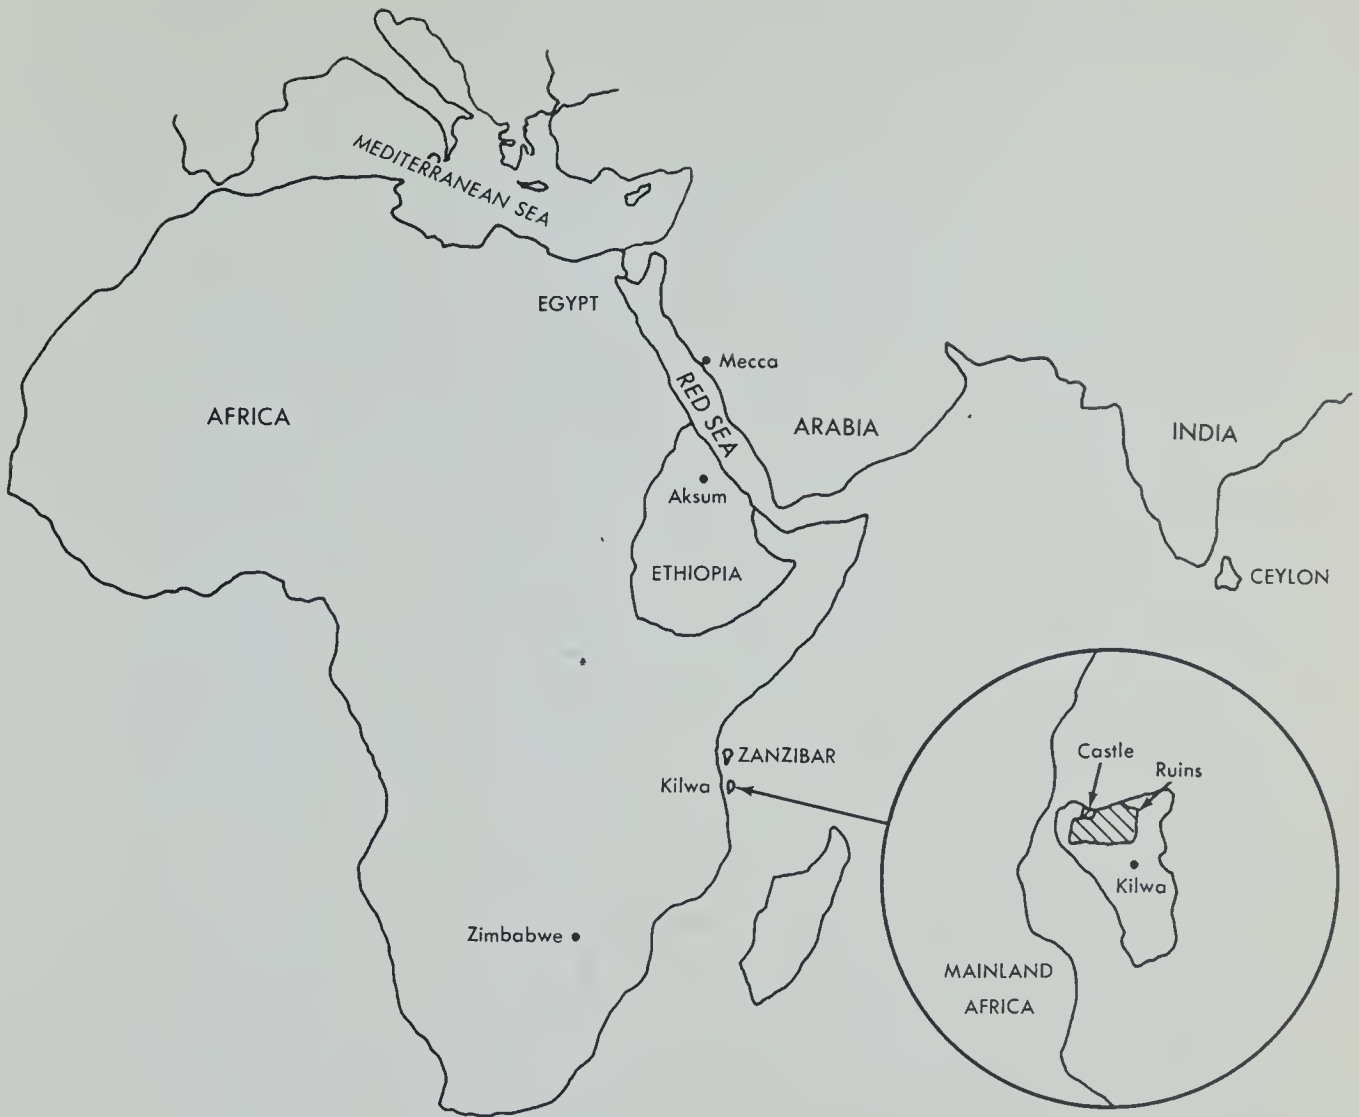 MEDITERRANEAN SEA
EGYPT
Mecca
RED SEA
AFRICA
ARABIA
INDIA
Aksum
ETHIOPIA
CEYLON
ZANZIBAR
Kilwa
Castle
Ruins
Kilwa
Zimbabwe
MAINLAND
AFRICA